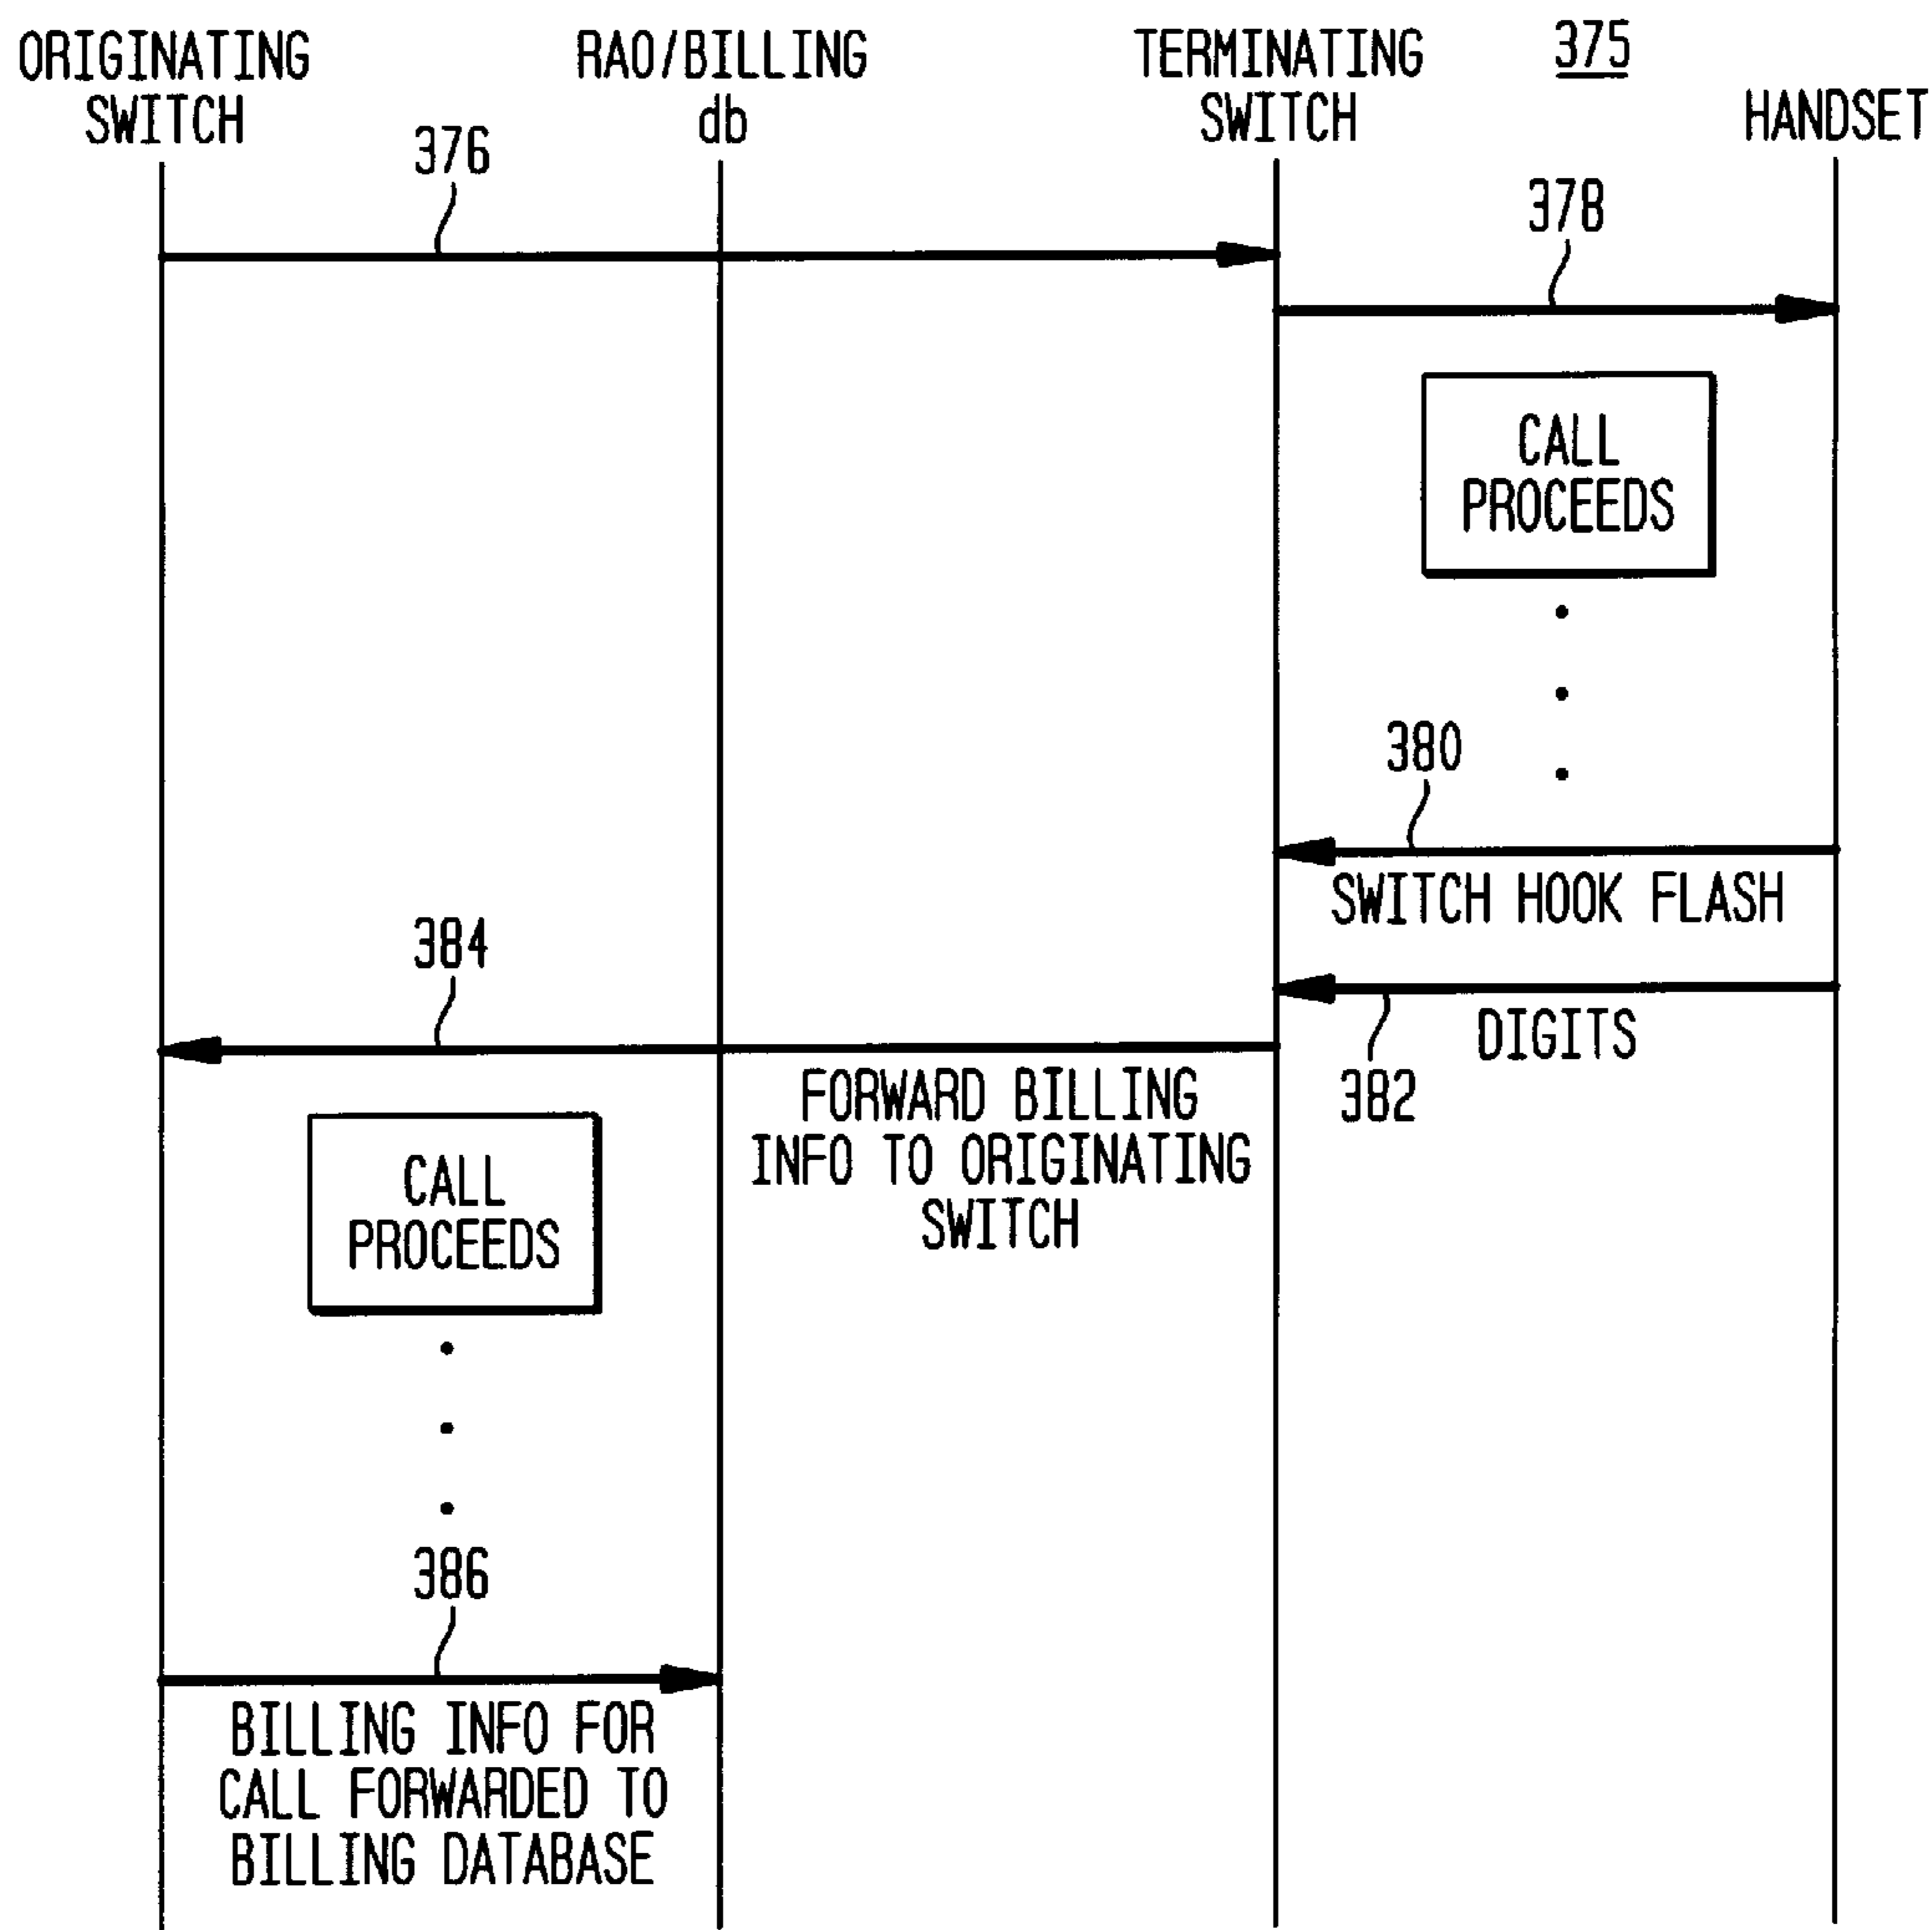 ORIGINATING
SWITCH
RAO/BILLING
db
TERMINATING
SWITCH
375
HANDSET
376
378
CALL
PROCEEDS
380
SWITCH HOOK FLASH
384
DIGITS
382
FORWARD BILLING
INFO TO ORIGINATING
SWITCH
CALL
PROCEEDS
386
BILLING INFO FOR
CALL FORWARDED TO
BILLING DATABASE